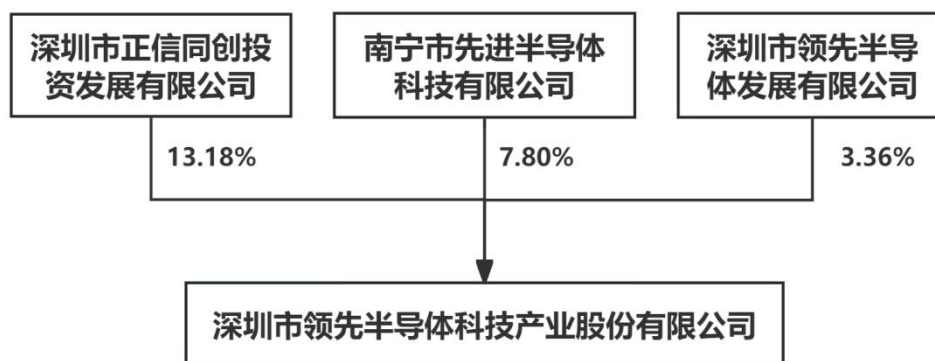 深圳市正信同创投
资发展有限公司
南宁市先进半导体
科技有限公司
深圳市领先半导
体发展有限公司
13.18%
7.80%
3.36%
深圳市领先半导体科技产业股份有限公司